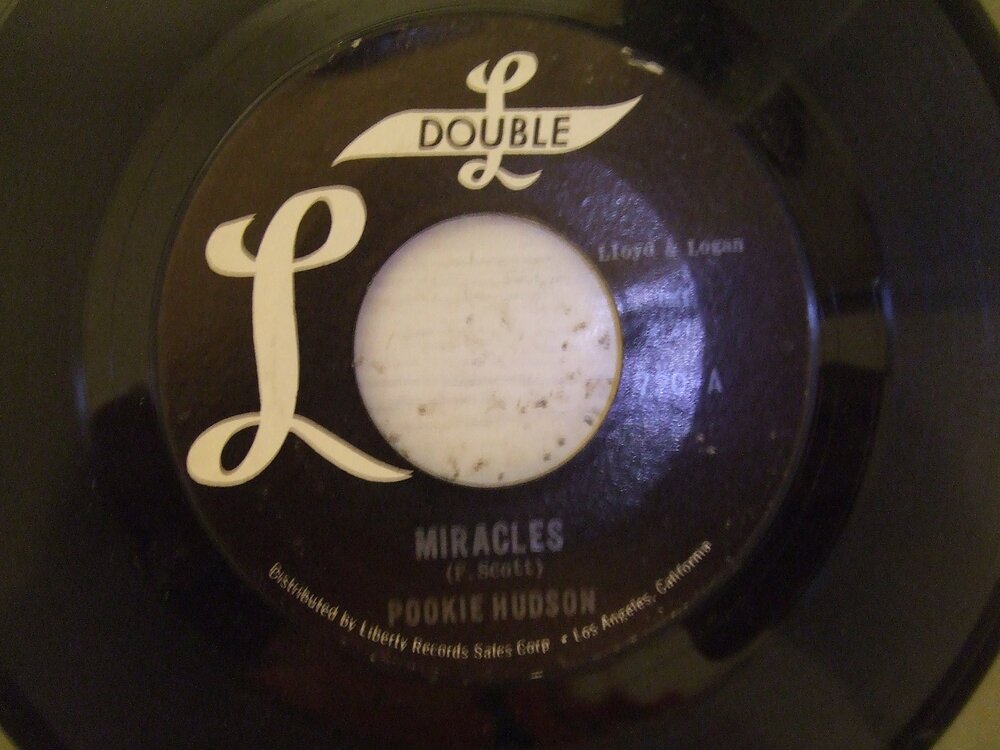 L
DOUBLE
L
Lloyd & Logan
A
MIRACLES
(F. Scott)
POOKIE HUDSON
Distributed by Liberty Records Sales Corp • Los Angeles, California